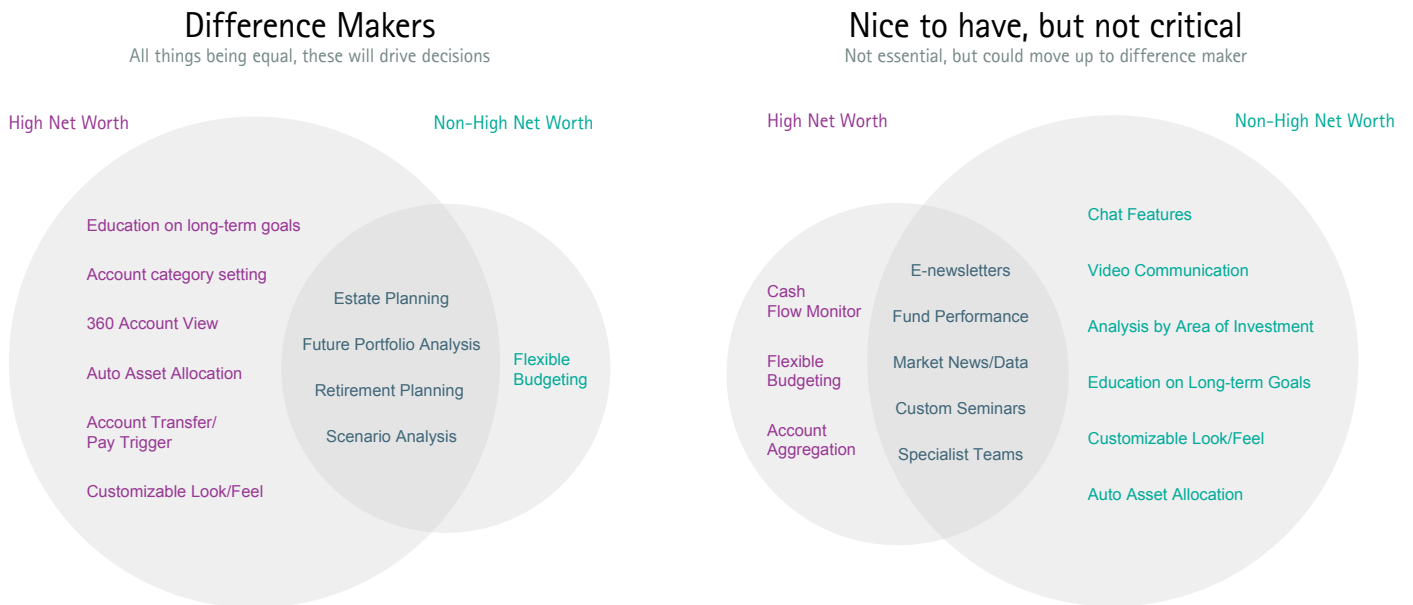 Difference Makers
All things being equal, these will drive decisions
High Net Worth
Non-High Net Worth
Education on long-term goals
Account category setting
360 Account View
Auto Asset Allocation
Account Transfer/
Pay Trigger
Customizable Look/Feel
Estate Planning
Future Portfolio Analysis
Retirement Planning
Scenario Analysis
Flexible
Budgeting
Nice to have, but not critical
Not essential, but could move up to difference maker
High Net Worth
Non-High Net Worth
Cash
Flow Monitor
Flexible
Budgeting
Account
Aggregation
E-newsletters
Fund Performance
Market News/Data
Custom Seminars
Specialist Teams
Chat Features
Video Communication
Analysis by Area of Investment
Education on Long-term Goals
Customizable Look/Feel
Auto Asset Allocation